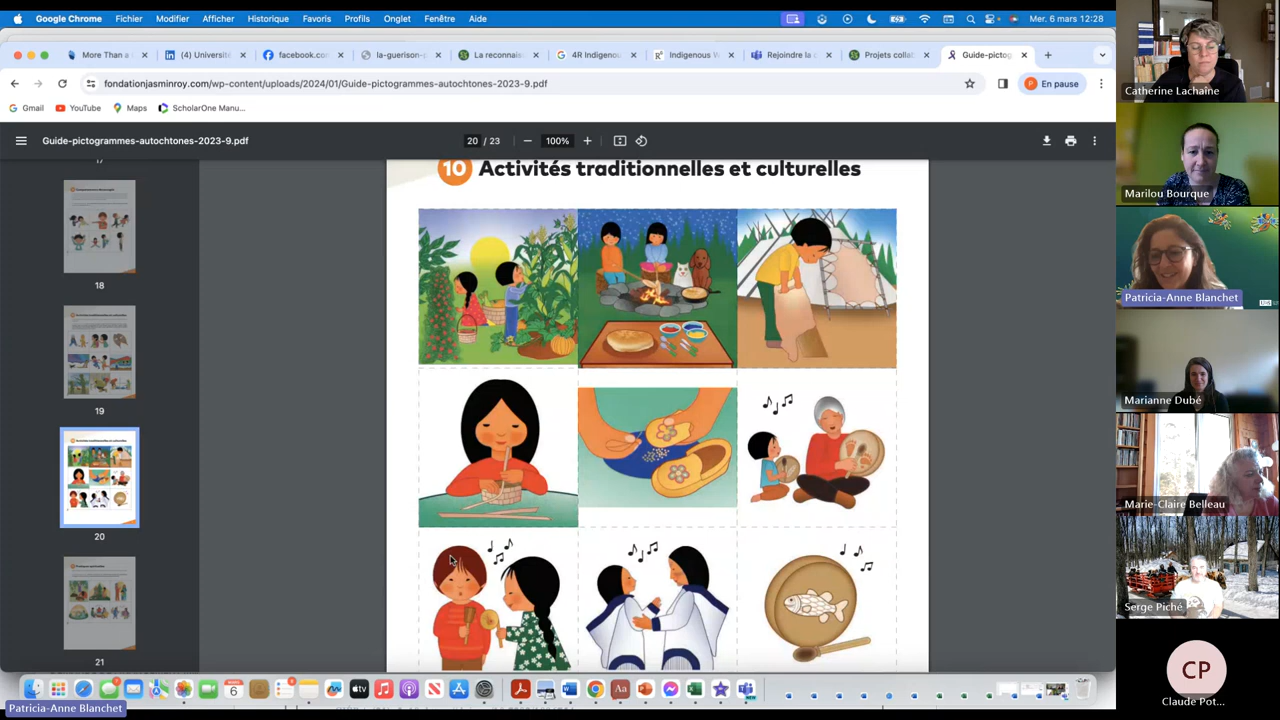 Google Chrome Fichier Modifier Afficher Historique Favoris Profils Onglet Fenêtre Aide Mer. 6 mars 12:28
More Than a (4) Universit facebook.co la-guerison- La reconnais 4R Indigenou Indigenous W Rejoindre la c Projets collab Guide-pictog
fondationjasminroy.com/wp-content/uploads/2024/01/Guide-pictogrammes-autochtones-2023-9.pdf P En pause
Gmail YouTube Maps ScholarOne Manu...
Guide-pictogrammes-autochtones-2023-9.pdf 20 / 23 100%
17
18
19
20
21
10 Activités traditionnelles et culturelles
Catherine Lachaîne
Marilou Bourque
Patricia-Anne Blanchet
Marianne Dubé
Marie-Claire Belleau
Serge Piché
CP
Claude Pot...
Patricia-Anne Blanchet